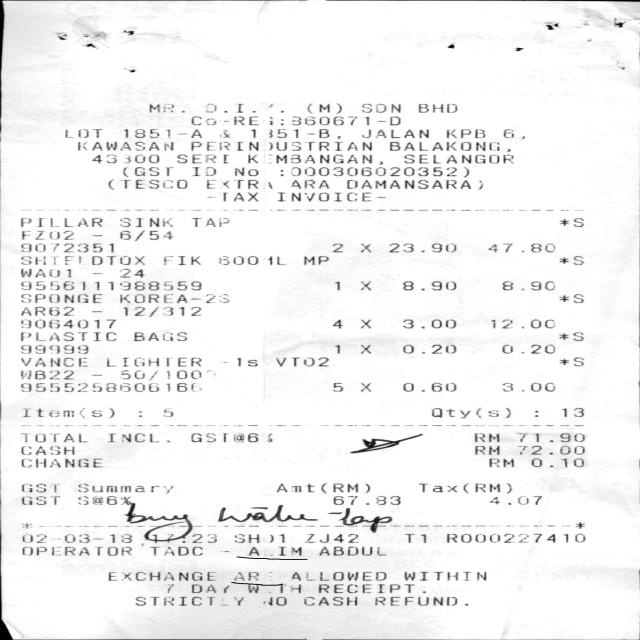 MR. D.I.Y. (M) SDN BHD
CO-REG:860671-D
LOT 1851-A & 1851-B, JALAN KPB 6,
KAWASAN PERINDUSTRIAN BALAKONG,
43300 SERI KEMBANGAN, SELANGOR
(GST ID No :000306020352)
(TESCO EXTRA ARA DAMANSARA)
-TAX INVOICE-
PILLAR SINK TAP *S
FZ02 - 6/54
9072351 2 X 23.90 47.80
SHIELDTOX FIK 600ML MP *S
WA01 - 24
9556111988559 1 X 8.90 8.90
SPONGE KOREA-2S *S
AR62 - 12/312
9064017 4 X 3.00 12.00
PLASTIC BAGS *S
99999 1 X 0.20 0.20
VANCE LIGHTER -1s VT02 *S
WB22 - 50/1000
9555258606166 5 X 0.60 3.00
Item(s) : 5 Qty(s) : 13
TOTAL INCL. GST@6% RM 71.90
CASH RM 72.00
CHANGE RM 0.10
GST Summary Amt(RM) Tax(RM)
GST S@6% 67.83 4.07
buy water tap
02-03-18 17:23 SH01 ZJ42 T1 R000227410
OPERATOR TADC - ALIM ABDUL
EXCHANGE ARE ALLOWED WITHIN
7 DAY WITH RECEIPT.
STRICTLY NO CASH REFUND.